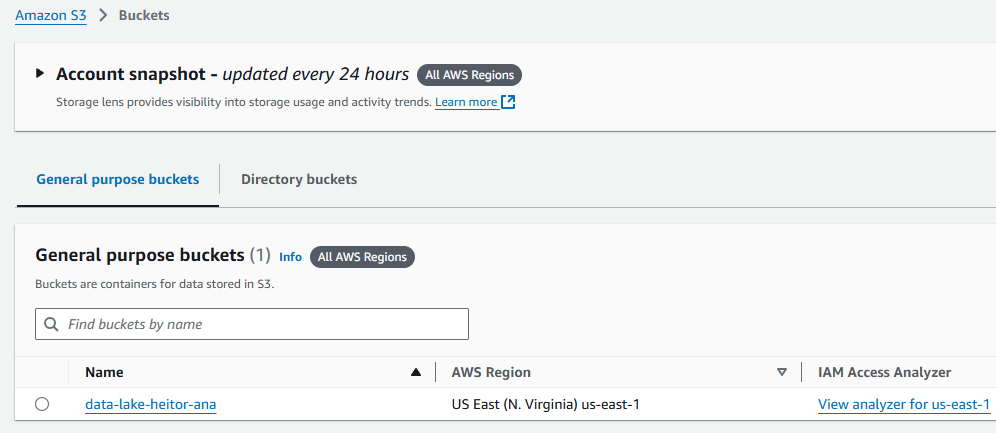 Amazon S3 > Buckets
Account snapshot - updated every 24 hours All AWS Regions
Storage lens provides visibility into storage usage and activity trends. Learn more
General purpose buckets Directory buckets
General purpose buckets (1) Info All AWS Regions
Buckets are containers for data stored in S3.
Find buckets by name
Name AWS Region IAM Access Analyzer
data-lake-heitor-ana US East (N. Virginia) us-east-1 View analyzer for us-east-1